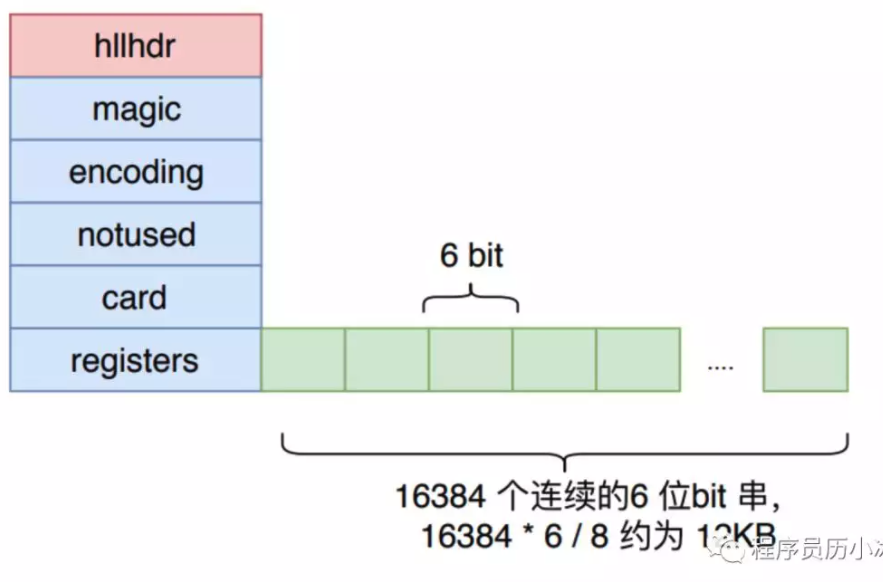 hllhdr
magic
encoding
notused
card
6 bit
registers
....
16384 个连续的6 位bit 串,
16384 * 6 / 8 约为 12KB
程序员历小冰